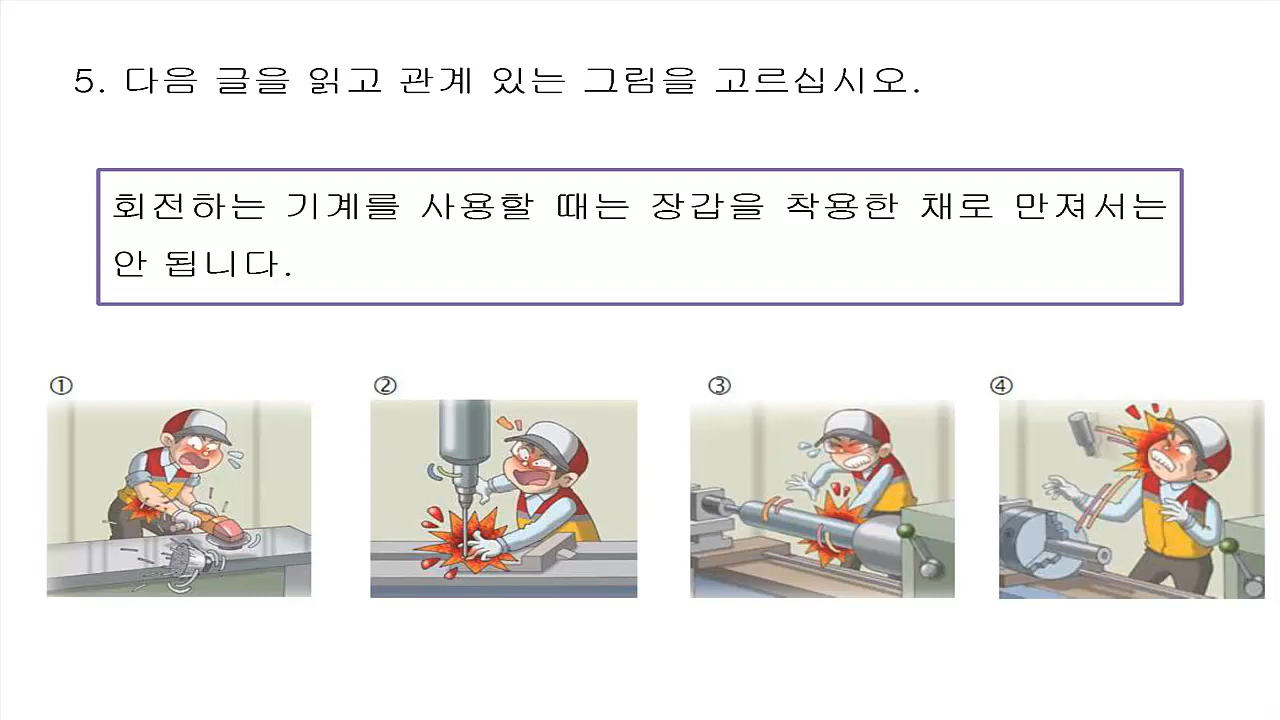 5. 다음 글을 읽고 관계 있는 그림을 고르십시오.
회전하는 기계를 사용할 때는 장갑을 착용한 채로 만져서는
안 됩니다.
① ② ③ ④